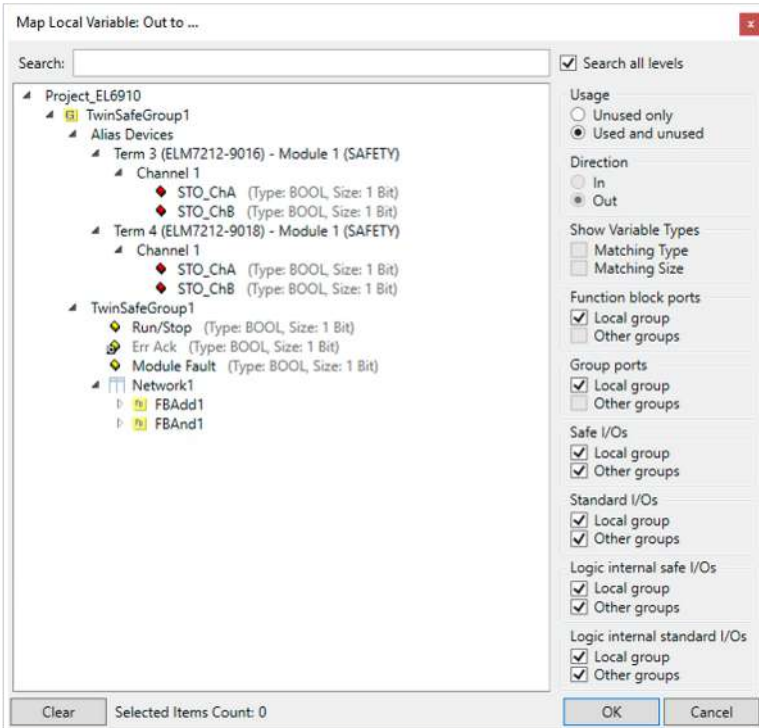 Map Local Variable: Out to ...
x
Search:
Search all levels
Project_EL6910
G TwinSafeGroup1
Alias Devices
Term 3 (ELM7212-9016) - Module 1 (SAFETY)
Channel 1
STO_ChA (Type: BOOL, Size: 1 Bit)
STO_ChB (Type: BOOL, Size: 1 Bit)
Term 4 (ELM7212-9018) - Module 1 (SAFETY)
Channel 1
STO_ChA (Type: BOOL, Size: 1 Bit)
STO_ChB (Type: BOOL, Size: 1 Bit)
TwinSafeGroup1
Run/Stop (Type: BOOL, Size: 1 Bit)
Err Ack (Type: BOOL, Size: 1 Bit)
Module Fault (Type: BOOL, Size: 1 Bit)
Network1
FBAdd1
FBAnd1
Usage
Unused only
Used and unused
Direction
In
Out
Show Variable Types
Matching Type
Matching Size
Function block ports
Local group
Other groups
Group ports
Local group
Other groups
Safe I/Os
Local group
Other groups
Standard I/Os
Local group
Other groups
Logic internal safe I/Os
Local group
Other groups
Logic internal standard I/Os
Local group
Other groups
Clear
Selected Items Count: 0
OK
Cancel